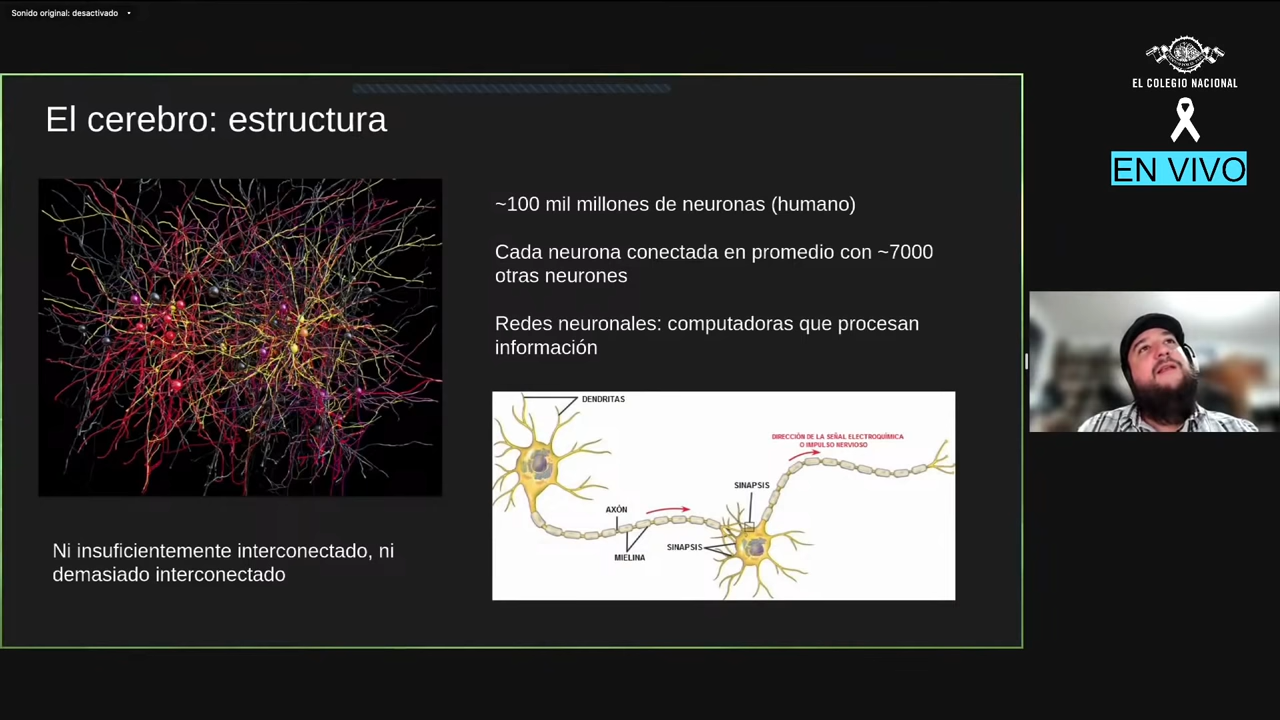 Sonido original: desactivado
EL COLEGIO NACIONAL
EN VIVO
El cerebro: estructura
~100 mil millones de neuronas (humano)
Cada neurona conectada en promedio con ~7000
otras neurones
Redes neuronales: computadoras que procesan
información
DENDRITAS
DIRECCIÓN DE LA SEÑAL ELECTROQUÍMICA
O IMPULSO NERVIOSO
SINAPSIS
AXÓN
SINAPSIS
MIELINA
Ni insuficientemente interconectado, ni
demasiado interconectado